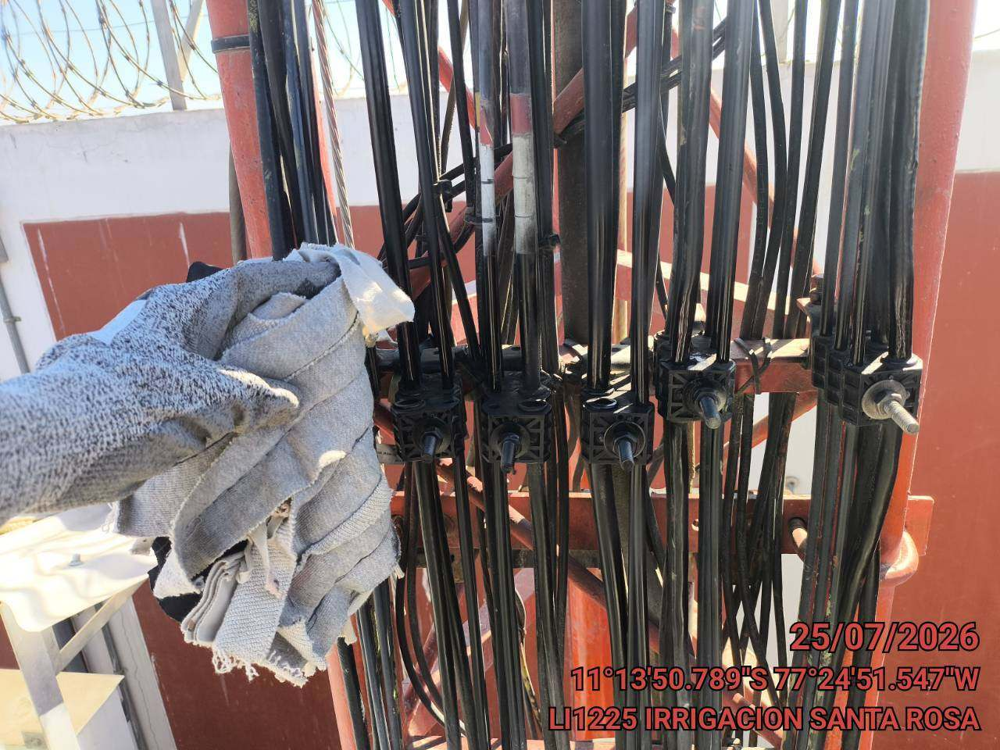 25/07/2026
11°13'50.789"S 77°24'51.547"W
LI1225 IRRIGACION SANTA ROSA